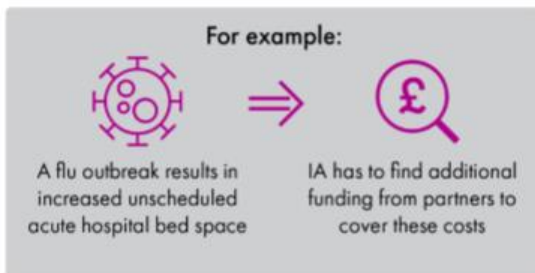 For example:
£
A flu outbreak results in
increased unscheduled
acute hospital bed space
IA has to find additional
funding from partners to
cover these costs